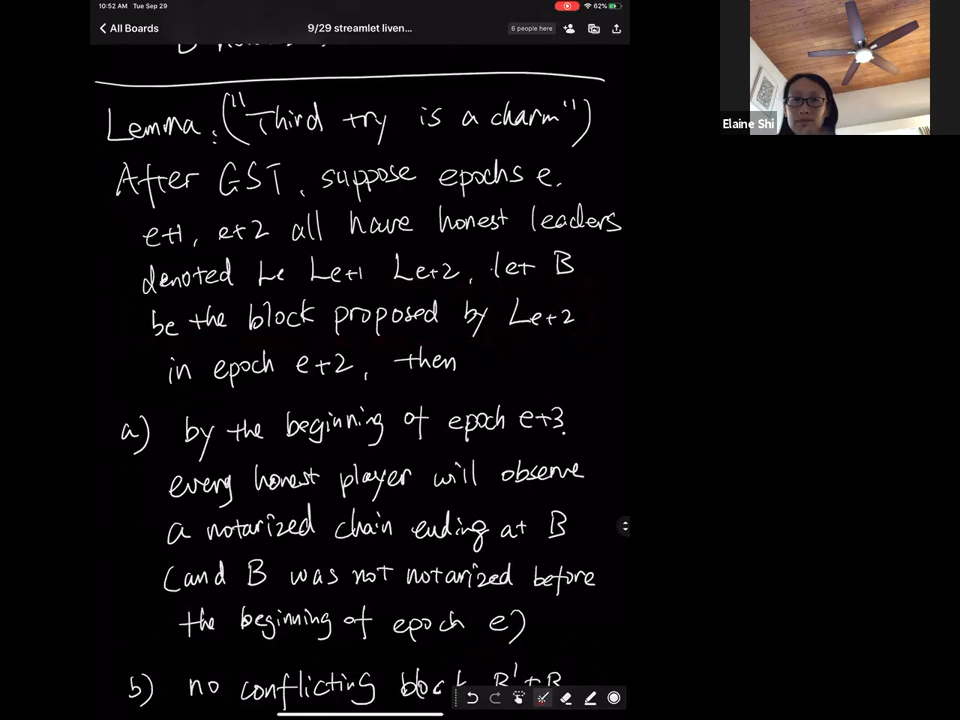 10:52 AM Tue Sep 29
62%
All Boards
9/29 streamlet liven...
6 people here
Elaine Shi
Lemma: ("Third try is a charm")
After GST, suppose epochs e,
e+1, e+2 all have honest leaders
denoted Le Le+1 Le+2, let B
be the block proposed by Le+2
in epoch e+2, then
a) by the beginning of epoch e+3,
every honest player will observe
a notarized chain ending at B
(and B was not notarized before
the beginning of epoch e)
b) no conflicting block B'